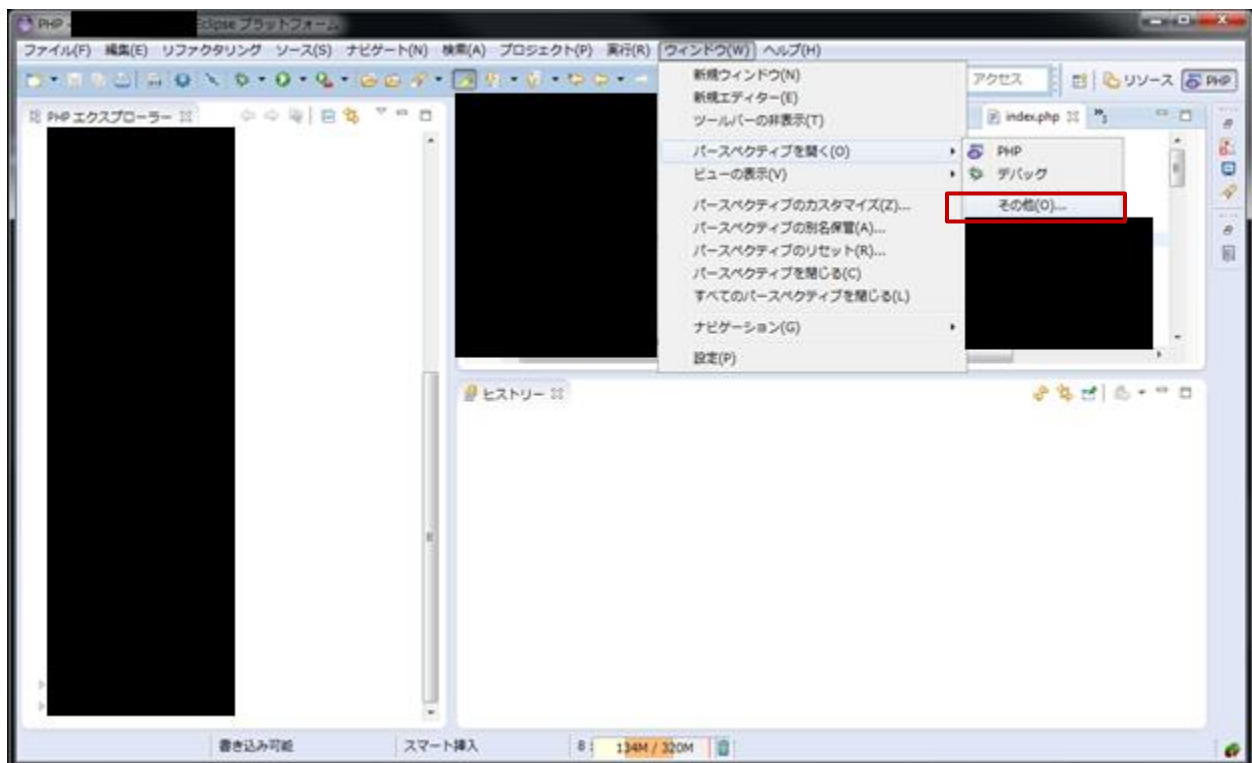 PHP -
Eclipse プラットフォーム
ファイル(F) 編集(E) リファクタリング ソース(S) ナビゲート(N) 検索(A) プロジェクト(P) 実行(R) ウィンドウ(W) ヘルプ(H)
アクセス
リソース
PHP
PHP エクスプローラー
index.php
新規ウィンドウ(N)
新規エディター(E)
ツールバーの非表示(T)
パースペクティブを開く(O)
ビューの表示(V)
パースペクティブのカスタマイズ(Z)...
パースペクティブの別名保管(A)...
パースペクティブのリセット(R)...
パースペクティブを閉じる(C)
すべてのパースペクティブを閉じる(L)
ナビゲーション(G)
設定(P)
PHP
デバッグ
その他(O)...
ヒストリー
書き込み可能
スマート挿入
8 :
134M / 320M